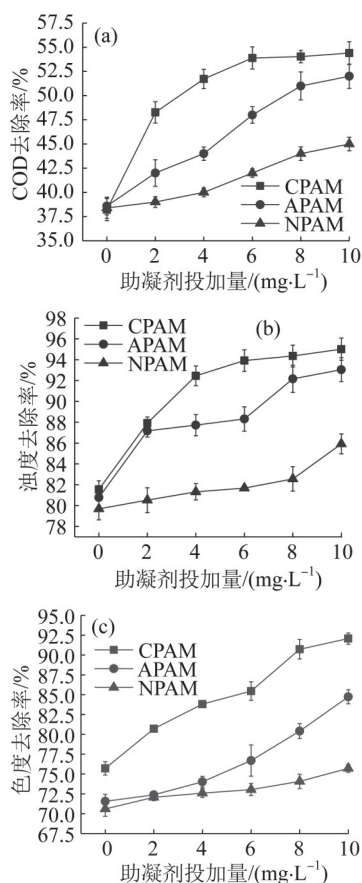 (a)
57.5
55.0
52.5
50.0
47.5
45.0
42.5
40.0
37.5
35.0
COD去除率/%
CPAM
APAM
NPAM
0 2 4 6 8 10
助凝剂投加量/(mg·L⁻¹)
(b)
98
96
94
92
90
88
86
84
82
80
78
浊度去除率/%
CPAM
APAM
NPAM
0 2 4 6 8 10
助凝剂投加量/(mg·L⁻¹)
(c)
95.0
92.5
90.0
87.5
85.0
82.5
80.0
77.5
75.0
72.5
70.0
67.5
色度去除率/%
CPAM
APAM
NPAM
0 2 4 6 8 10
助凝剂投加量/(mg·L⁻¹)